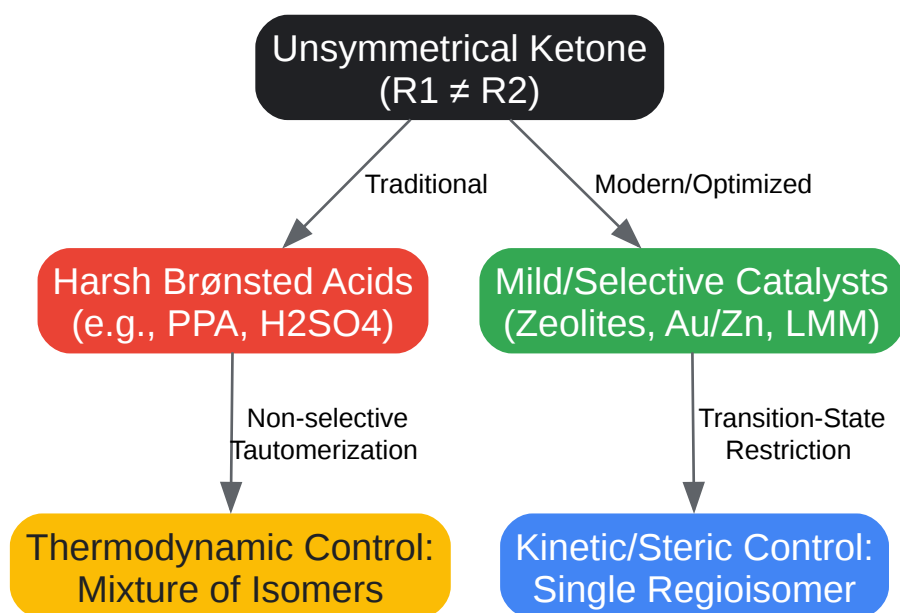 Unsymmetrical Ketone
(R1 ≠ R2)
Traditional
Modern/Optimized
Harsh Brønsted Acids
(e.g., PPA, H2SO4)
Mild/Selective Catalysts
(Zeolites, Au/Zn, LMM)
Non-selective
Tautomerization
Transition-State
Restriction
Thermodynamic Control:
Mixture of Isomers
Kinetic/Steric Control:
Single Regioisomer